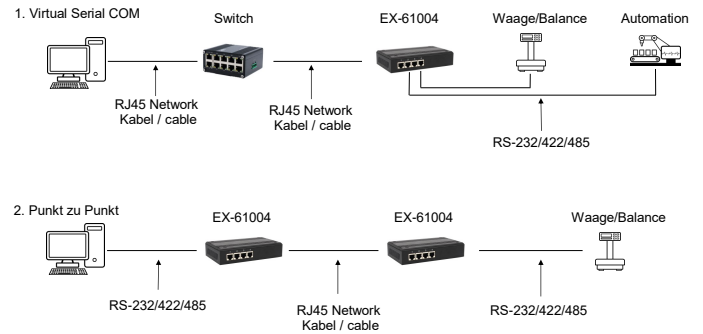 1. Virtual Serial COM
Switch
EX-61004
Waage/Balance
Automation
RJ45 Network
Kabel / cable
RJ45 Network
Kabel / cable
RS-232/422/485
2. Punkt zu Punkt
EX-61004
EX-61004
Waage/Balance
RS-232/422/485
RJ45 Network
Kabel / cable
RS-232/422/485